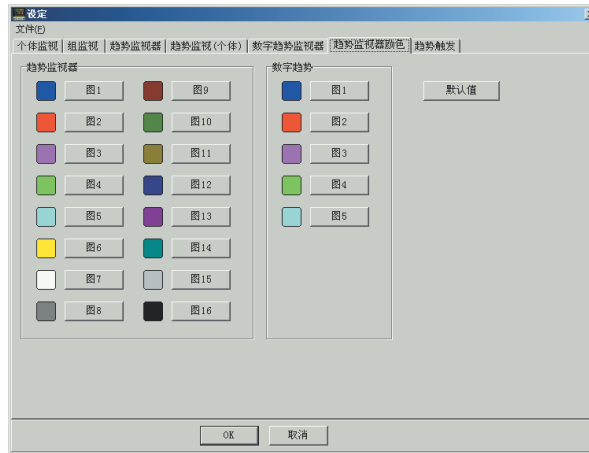 设定
文件(F)
个体监视 组监视 趋势监视器 趋势监视(个体) 数字趋势监视器 趋势监视器颜色 趋势触发
趋势监视器
图1 图9
图2 图10
图3 图11
图4 图12
图5 图13
图6 图14
图7 图15
图8 图16
数字趋势
图1
图2
图3
图4
图5
默认值
OK 取消